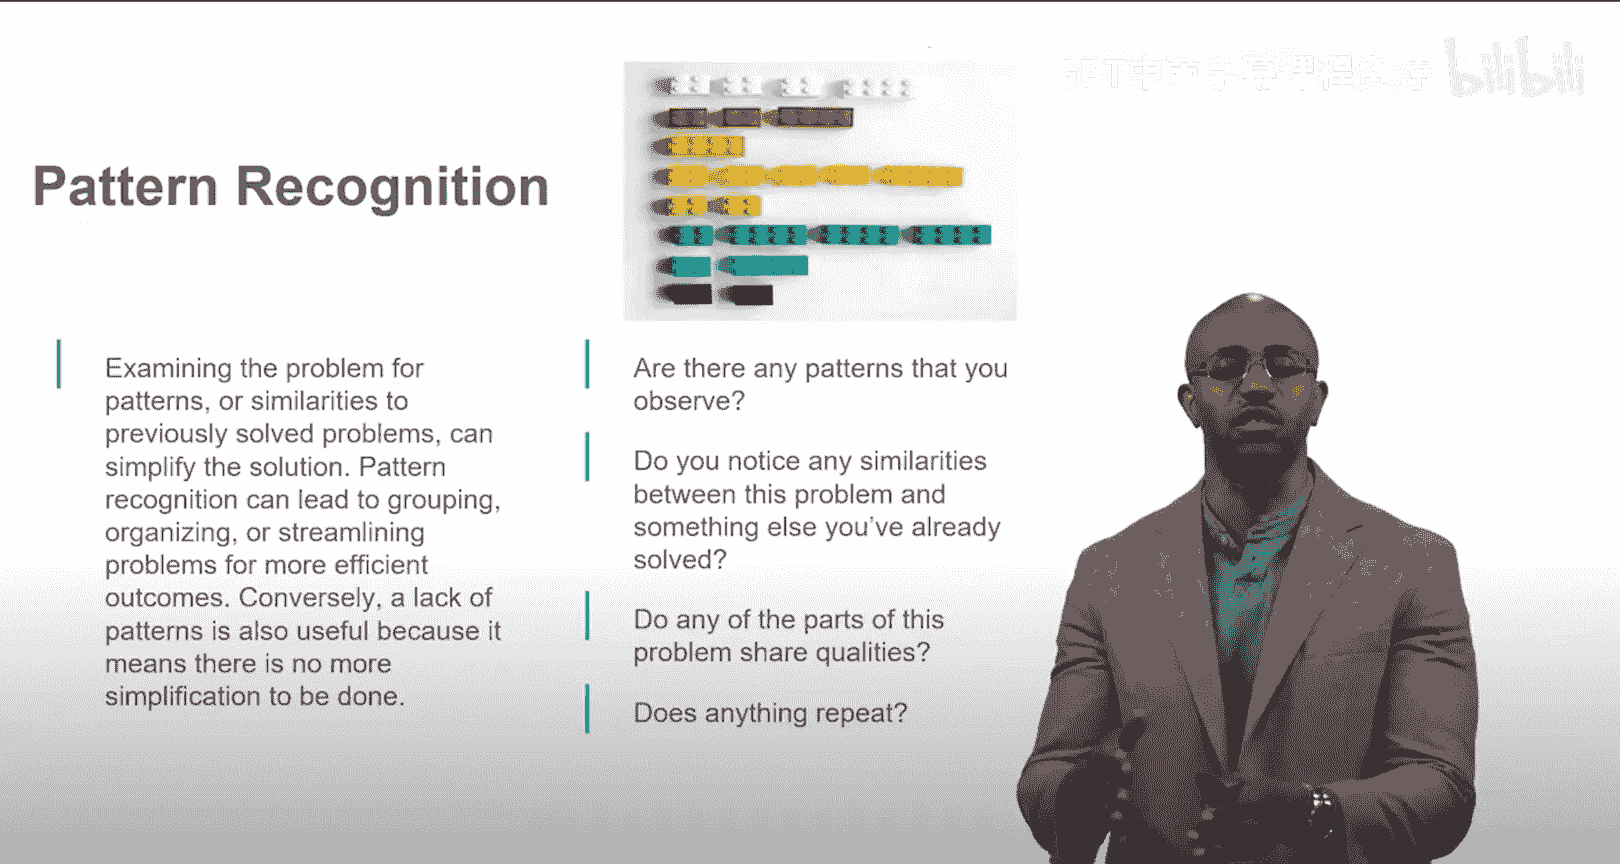 bilibili
Pattern Recognition
Examining the problem for
patterns, or similarities to
previously solved problems, can
simplify the solution. Pattern
recognition can lead to grouping,
organizing, or streamlining
problems for more efficient
outcomes. Conversely, a lack of
patterns is also useful because it
means there is no more
simplification to be done.
Are there any patterns that you
observe?
Do you notice any similarities
between this problem and
something else you’ve already
solved?
Do any of the parts of this
problem share qualities?
Does anything repeat?